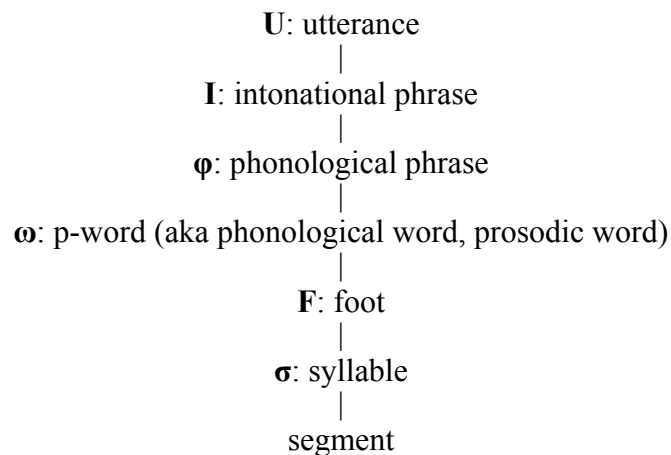 U: utterance
I: intonational phrase
φ: phonological phrase
ω: p-word (aka phonological word, prosodic word)
F: foot
σ: syllable
segment